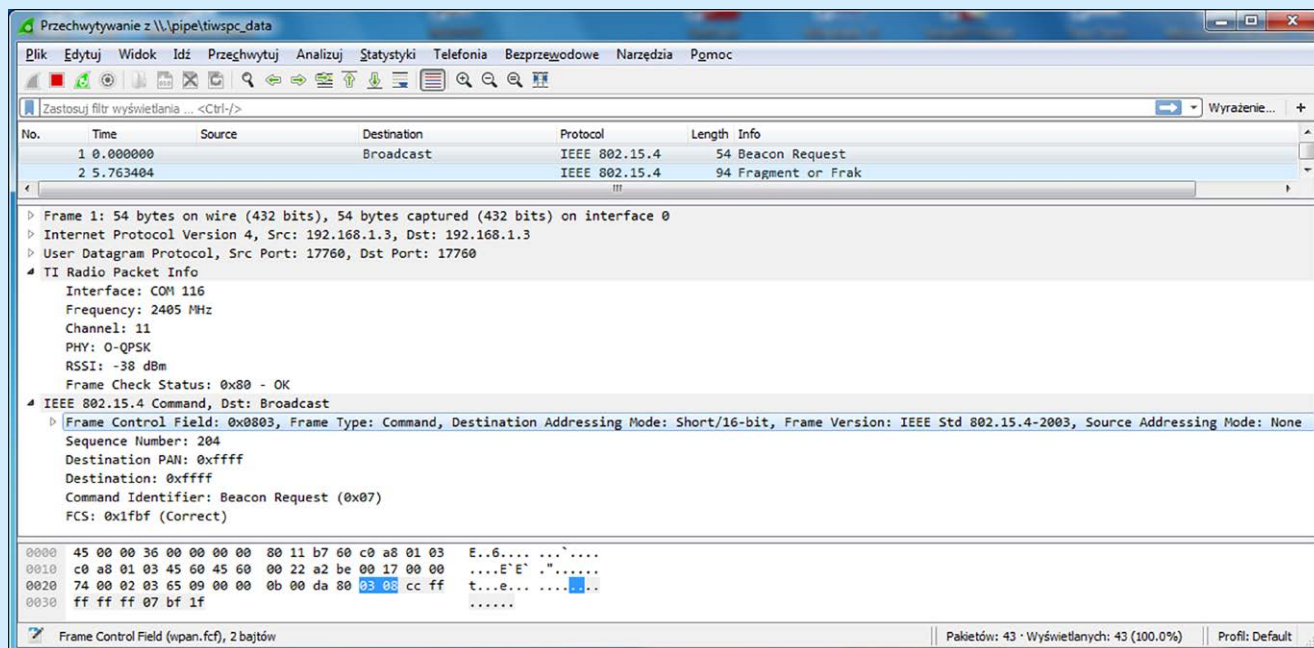 Przechwytywanie z \\.\pipe\tiwspc_data
Plik Edytuj Widok Idź Przechwytuj Analizuj Statystyki Telefonia Bezprzewodowe Narzędzia Pomoc
Zastosuj filtr wyświetlania ... <Ctrl-/> Wyrażenie... +
No. Time Source Destination Protocol Length Info
1 0.000000 Broadcast IEEE 802.15.4 54 Beacon Request
2 5.763404 IEEE 802.15.4 94 Fragment or Frak
Frame 1: 54 bytes on wire (432 bits), 54 bytes captured (432 bits) on interface 0
Internet Protocol Version 4, Src: 192.168.1.3, Dst: 192.168.1.3
User Datagram Protocol, Src Port: 17760, Dst Port: 17760
TI Radio Packet Info
Interface: COM 116
Frequency: 2405 MHz
Channel: 11
PHY: O-QPSK
RSSI: -38 dBm
Frame Check Status: 0x80 - OK
IEEE 802.15.4 Command, Dst: Broadcast
Frame Control Field: 0x0803, Frame Type: Command, Destination Addressing Mode: Short/16-bit, Frame Version: IEEE Std 802.15.4-2003, Source Addressing Mode: None
Sequence Number: 204
Destination PAN: 0xffff
Destination: 0xffff
Command Identifier: Beacon Request (0x07)
FCS: 0x1fbf (Correct)
0000 45 00 00 36 00 00 00 00 80 11 b7 60 c0 a8 01 03 E..6.... ...`....
0010 c0 a8 01 03 45 60 45 60 00 22 a2 be 00 17 00 00 ....E`E` ."......
0020 74 00 02 03 65 09 00 00 0b 00 da 80 03 08 cc ff t...e... ........
0030 ff ff ff 07 bf 1f ......
Frame Control Field (wpan.fcf), 2 bajtów Pakietów: 43 · Wyświetlanych: 43 (100.0%) Profil: Default